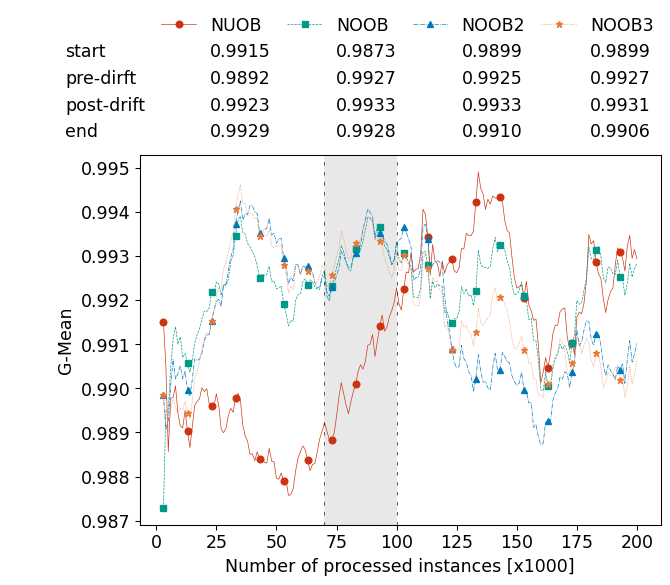 NUOB NOOB NOOB2 NOOB3
start 0.9915 0.9873 0.9899 0.9899
pre-dirft 0.9892 0.9927 0.9925 0.9927
post-drift 0.9923 0.9933 0.9933 0.9931
end 0.9929 0.9928 0.9910 0.9906
0.995
0.994
0.993
0.992
0.991
0.990
0.989
0.988
0.987
G-Mean
0 25 50 75 100 125 150 175 200
Number of processed instances [x1000]